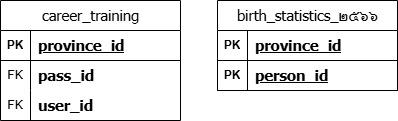 career_training
PK province_id
FK pass_id
FK user_id
birth_statistics_๒๕๖๖
PK province_id
PK person_id